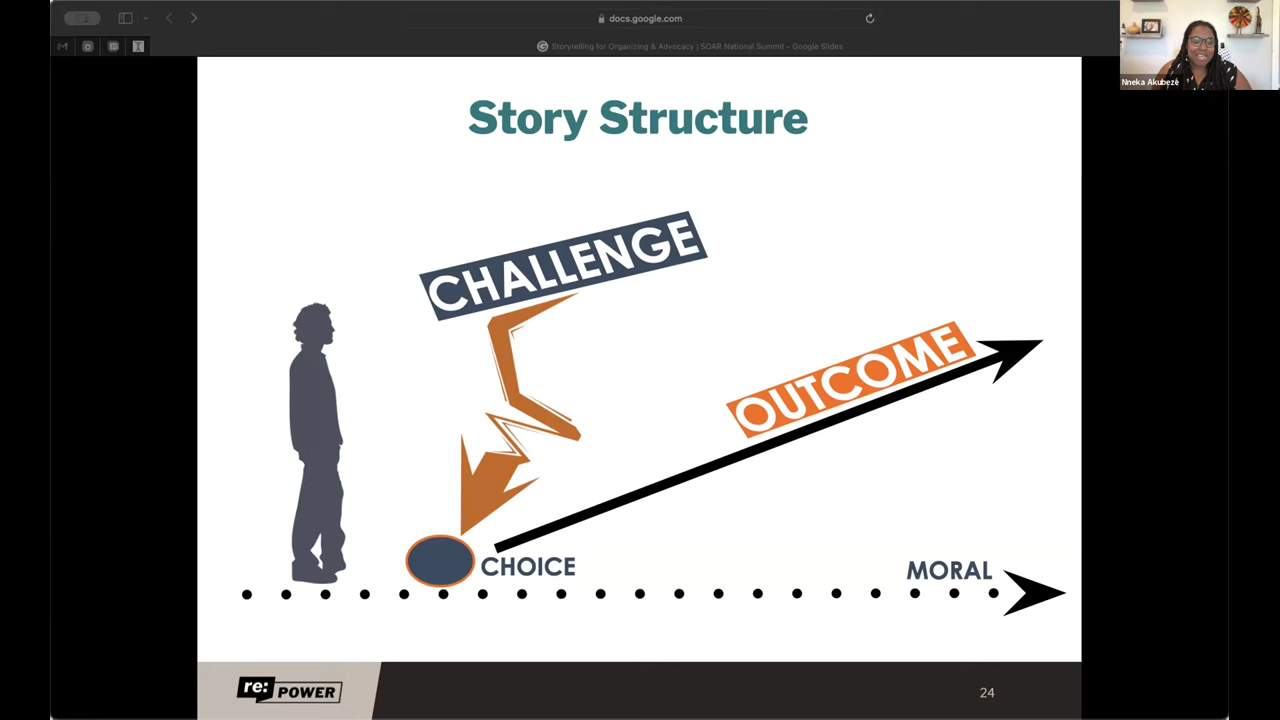 docs.google.com
Storytelling for Organizing & Advocacy | SOAR National Summit - Google Slides
Nneka Akubeze
Story Structure
CHALLENGE
OUTCOME
CHOICE
MORAL
re:
POWER
24